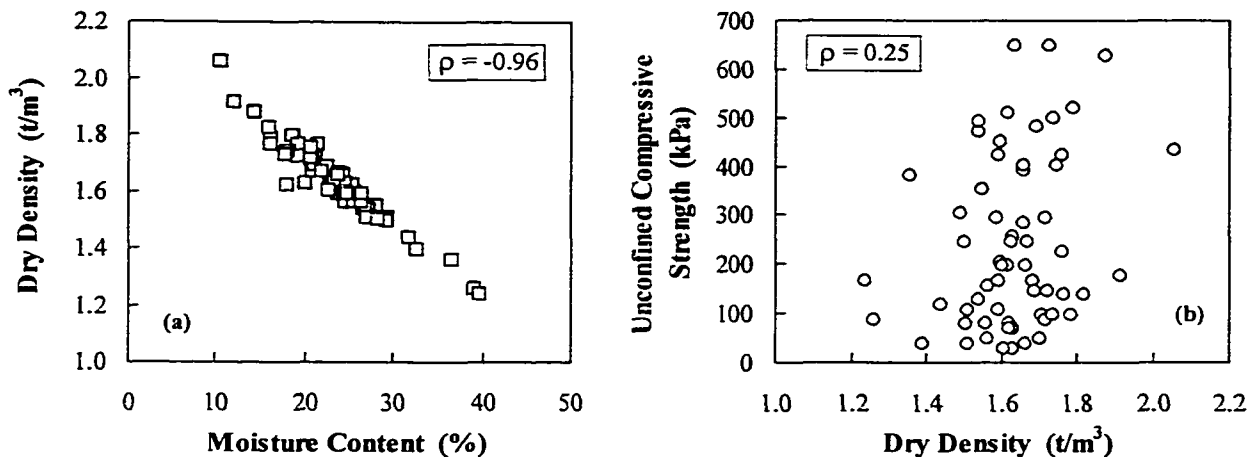 2.2
2.0
1.8
1.6
1.4
1.2
1.0
Dry Density (t/m³)
ρ = -0.96
(a)
0 10 20 30 40 50
Moisture Content (%)
700
600
500
400
300
200
100
0
Unconfined Compressive
Strength (kPa)
ρ = 0.25
(b)
1.0 1.2 1.4 1.6 1.8 2.0 2.2
Dry Density (t/m³)